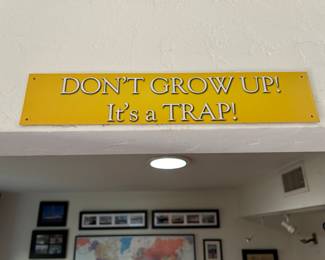 DON'T GROW UP!
It's a TRAP!